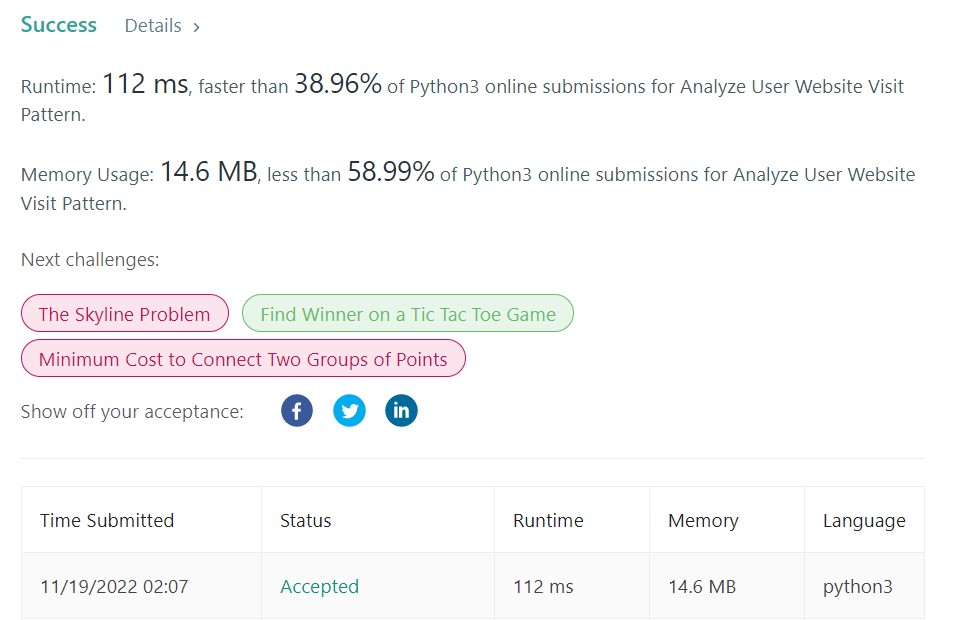 Success Details >
Runtime: 112 ms, faster than 38.96% of Python3 online submissions for Analyze User Website Visit
Pattern.
Memory Usage: 14.6 MB, less than 58.99% of Python3 online submissions for Analyze User Website
Visit Pattern.
Next challenges:
The Skyline Problem Find Winner on a Tic Tac Toe Game
Minimum Cost to Connect Two Groups of Points
Show off your acceptance: f in
Time Submitted Status Runtime Memory Language
11/19/2022 02:07 Accepted 112 ms 14.6 MB python3